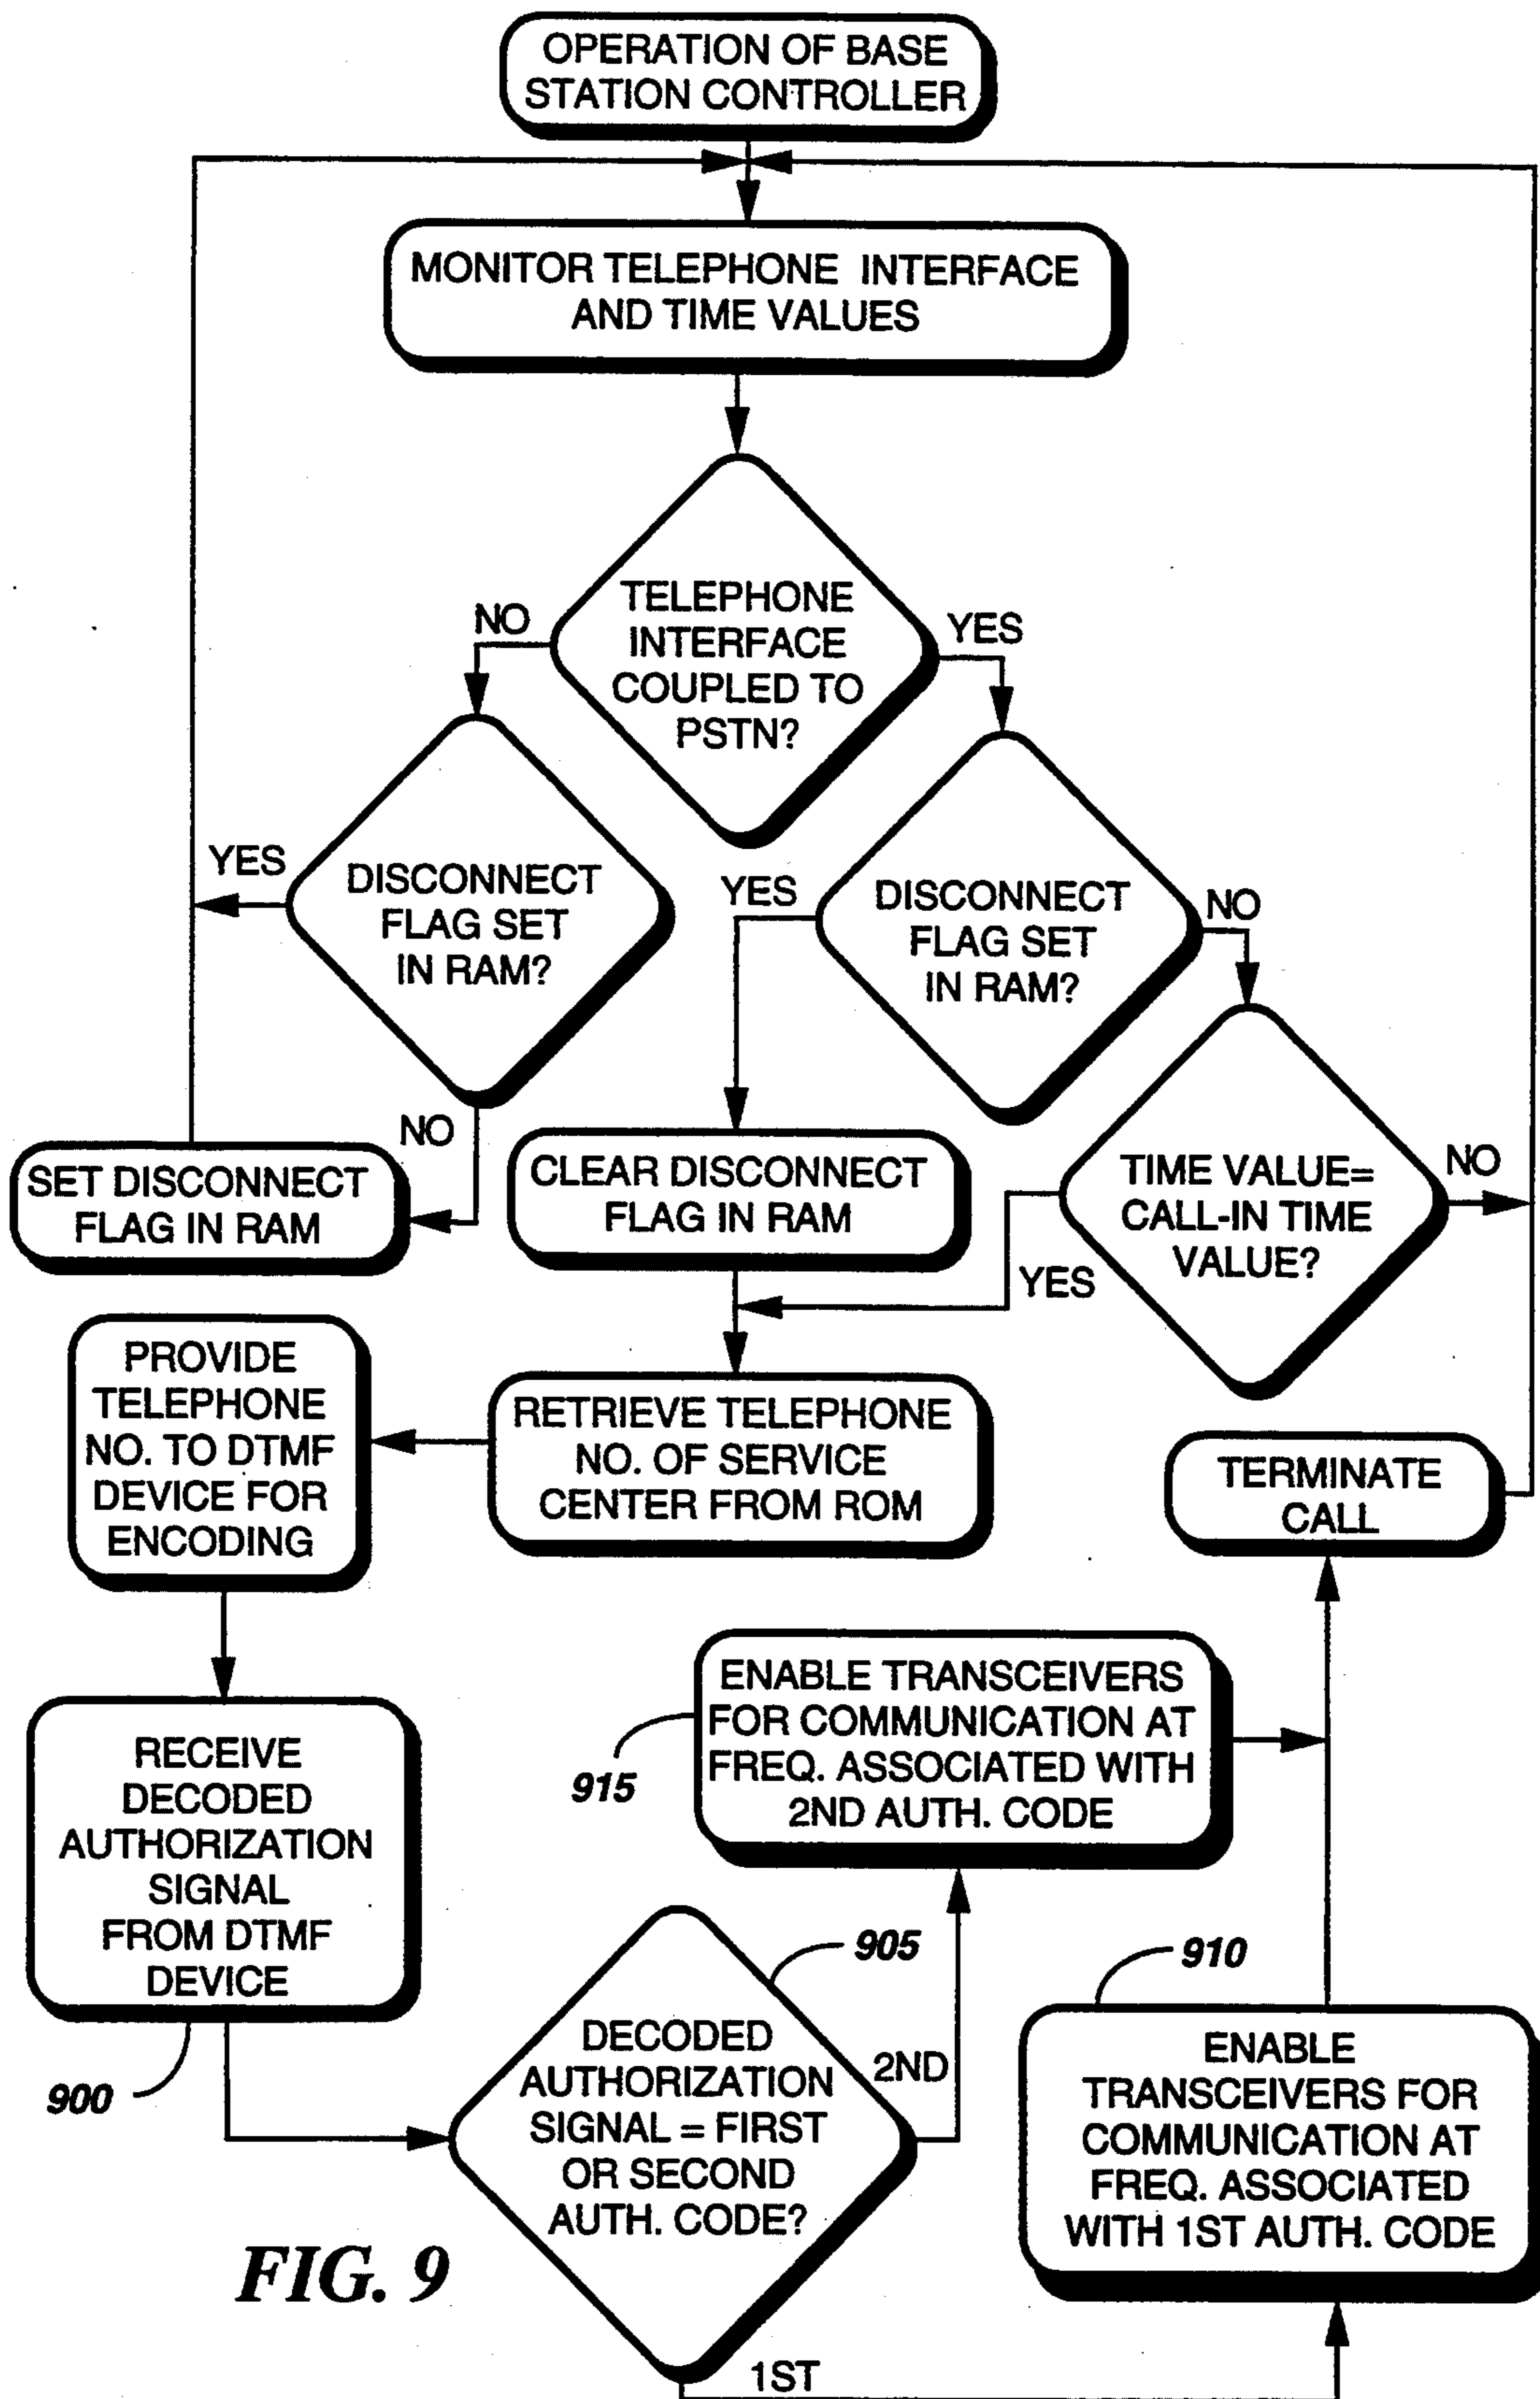 OPERATION OF BASE
STATION CONTROLLER
MONITOR TELEPHONE INTERFACE
AND TIME VALUES
TELEPHONE
INTERFACE
COUPLED TO
PSTN?
NO
YES
DISCONNECT
FLAG SET
IN RAM?
YES
NO
DISCONNECT
FLAG SET
IN RAM?
YES
NO
SET DISCONNECT
FLAG IN RAM
CLEAR DISCONNECT
FLAG IN RAM
TIME VALUE=
CALL-IN TIME
VALUE?
NO
YES
PROVIDE
TELEPHONE
NO. TO DTMF
DEVICE FOR
ENCODING
RETRIEVE TELEPHONE
NO. OF SERVICE
CENTER FROM ROM
TERMINATE
CALL
RECEIVE
DECODED
AUTHORIZATION
SIGNAL
FROM DTMF
DEVICE
900
ENABLE TRANSCEIVERS
FOR COMMUNICATION AT
FREQ. ASSOCIATED WITH
2ND AUTH. CODE
915
DECODED
AUTHORIZATION
SIGNAL = FIRST
OR SECOND
AUTH. CODE?
905
2ND
1ST
910
ENABLE
TRANSCEIVERS FOR
COMMUNICATION AT
FREQ. ASSOCIATED
WITH 1ST AUTH. CODE
FIG. 9